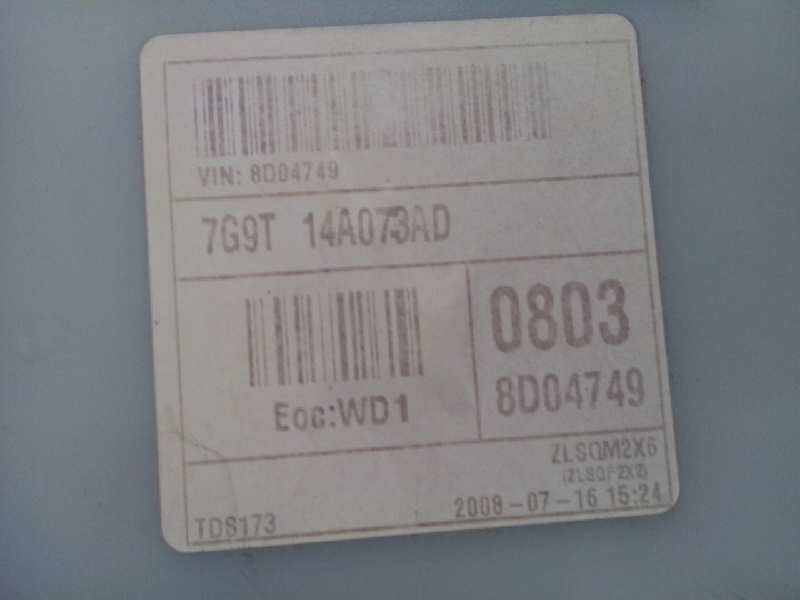 VIN: 8D04749
7G9T 14A073AD
0803
Eoc:WD1
8D04749
ZLSQM2X6
(ZLSQF2X2)
TDS173
2008-07-16 15:24